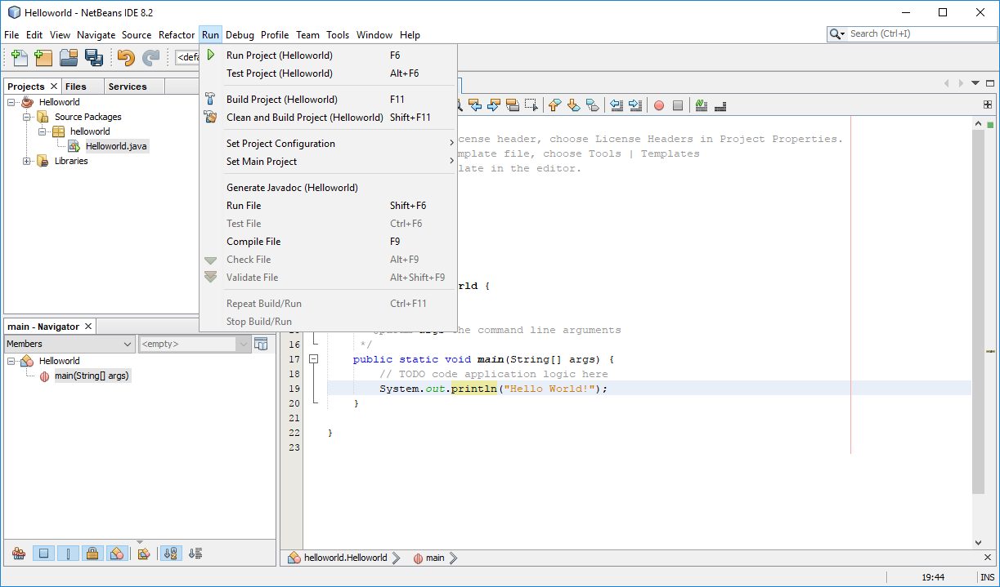 Helloworld - NetBeans IDE 8.2
File Edit View Navigate Source Refactor Run Debug Profile Team Tools Window Help
Search (Ctrl+I)
<defa
Projects Files Services
Helloworld
Source Packages
helloworld
Helloworld.java
Libraries
Run Project (Helloworld) F6
Test Project (Helloworld) Alt+F6
Build Project (Helloworld) F11
Clean and Build Project (Helloworld) Shift+F11
Set Project Configuration
Set Main Project
Generate Javadoc (Helloworld)
Run File Shift+F6
Test File Ctrl+F6
Compile File F9
Check File Alt+F9
Validate File Alt+Shift+F9
Repeat Build/Run Ctrl+F11
Stop Build/Run
cense header, choose License Headers in Project Properties.
mplate file, choose Tools | Templates
late in the editor.
rld {
the command line arguments
16 */
17 public static void main(String[] args) {
18 // TODO code application logic here
19 System.out.println("Hello World!");
20 }
21
22 }
23
main - Navigator
Members
<empty>
Helloworld
main(String[] args)
helloworld.Helloworld main
19:44 INS